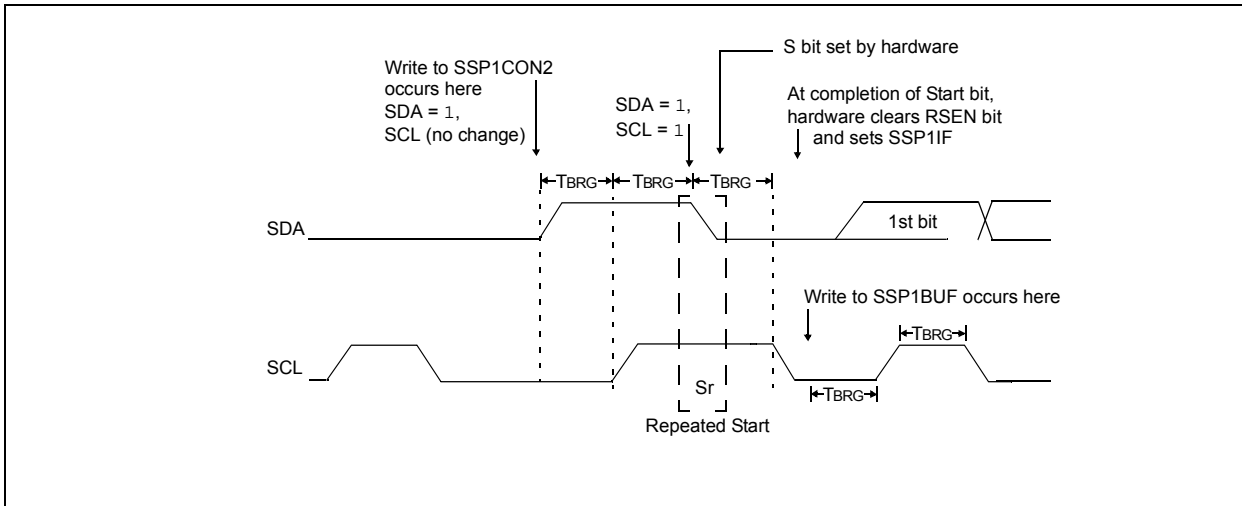 S bit set by hardware
Write to SSP1CON2
occurs here
SDA = 1,
SCL (no change)
SDA = 1,
SCL = 1
At completion of Start bit,
hardware clears RSEN bit
and sets SSP1IF
TBRG TBRG TBRG
SDA
1st bit
Write to SSP1BUF occurs here
TBRG
SCL
Sr
TBRG
Repeated Start